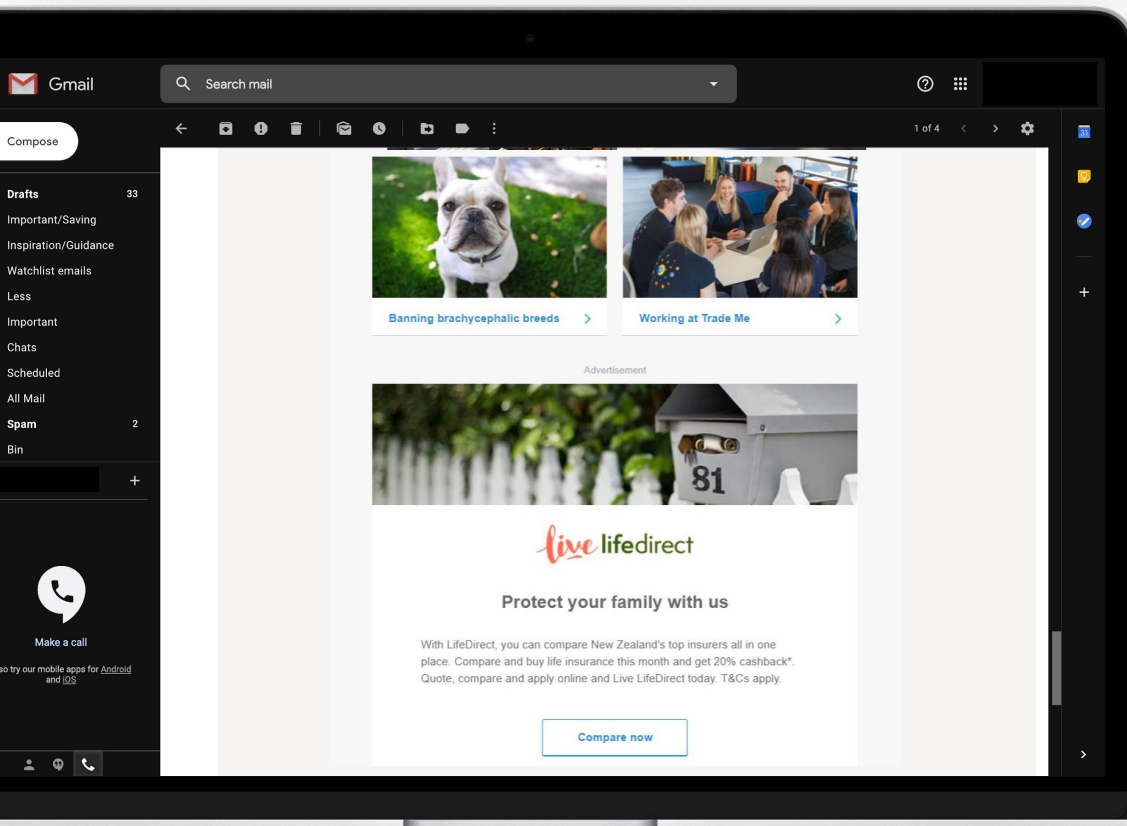 Gmail
Search mail
Compose
1 of 4
31
Drafts 33
Important/Saving
Inspiration/Guidance
Watchlist emails
Less
Important
Chats
Scheduled
All Mail
Spam 2
Bin
Make a call
so try our mobile apps for Android
and iOS
Banning brachycephalic breeds
Working at Trade Me
Advertisement
81
live lifedirect
Protect your family with us
With LifeDirect, you can compare New Zealand's top insurers all in one
place. Compare and buy life insurance this month and get 20% cashback*.
Quote, compare and apply online and Live LifeDirect today. T&Cs apply.
Compare now